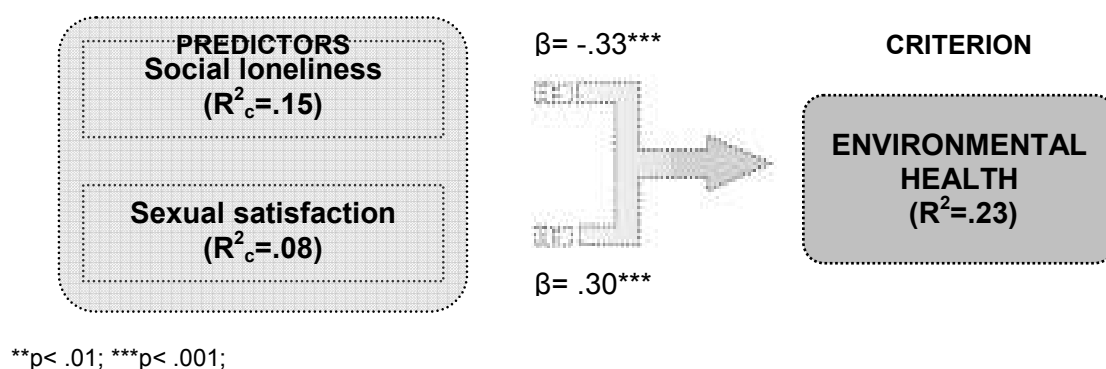 PREDICTORS
Social loneliness
(R²c=.15)
Sexual satisfaction
(R²c=.08)
β= -.33***
β= .30***
CRITERION
ENVIRONMENTAL
HEALTH
(R²=.23)
**p< .01; ***p< .001;